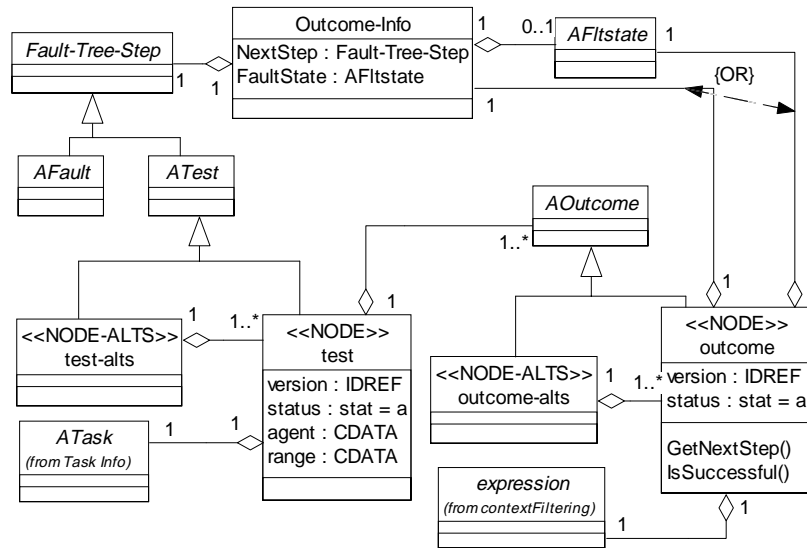 Outcome-Info
NextStep : Fault-Tree-Step
FaultState : AFltstate
1
0..1
AFltstate
1
Fault-Tree-Step
1
1
1
{OR}
AFault
ATest
AOutcome
1..*
1
1
1
<<NODE-ALTS>>
test-alts
1
1..*
<<NODE>>
test
version : IDREF
status : stat = a
agent : CDATA
range : CDATA
<<NODE-ALTS>>
outcome-alts
1
1..*
<<NODE>>
outcome
version : IDREF
status : stat = a
GetNextStep()
IsSuccessful()
ATask
(from Task Info)
1
1
expression
(from contextFiltering)
1
1